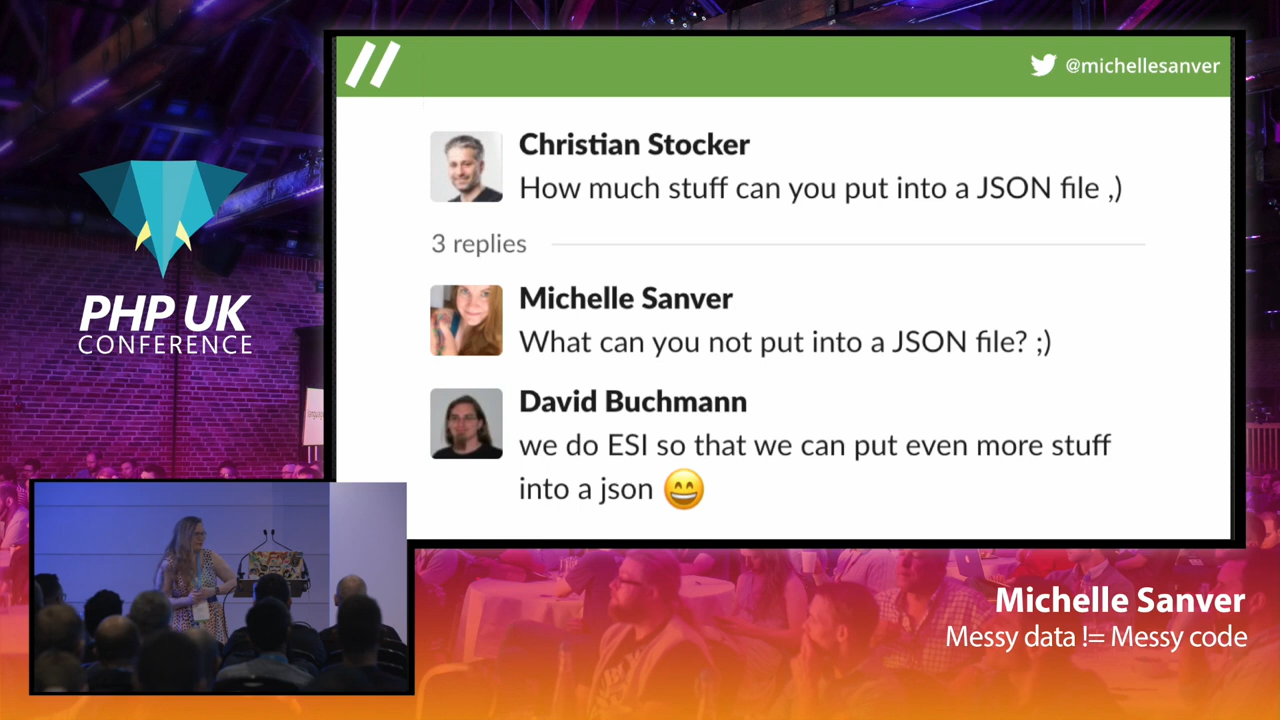 //
@michellesanver
Christian Stocker
How much stuff can you put into a JSON file ,)
3 replies
Michelle Sanver
What can you not put into a JSON file? ;)
David Buchmann
we do ESI so that we can put even more stuff
into a json 😄
PHP UK
CONFERENCE
Michelle Sanver
Messy data != Messy code